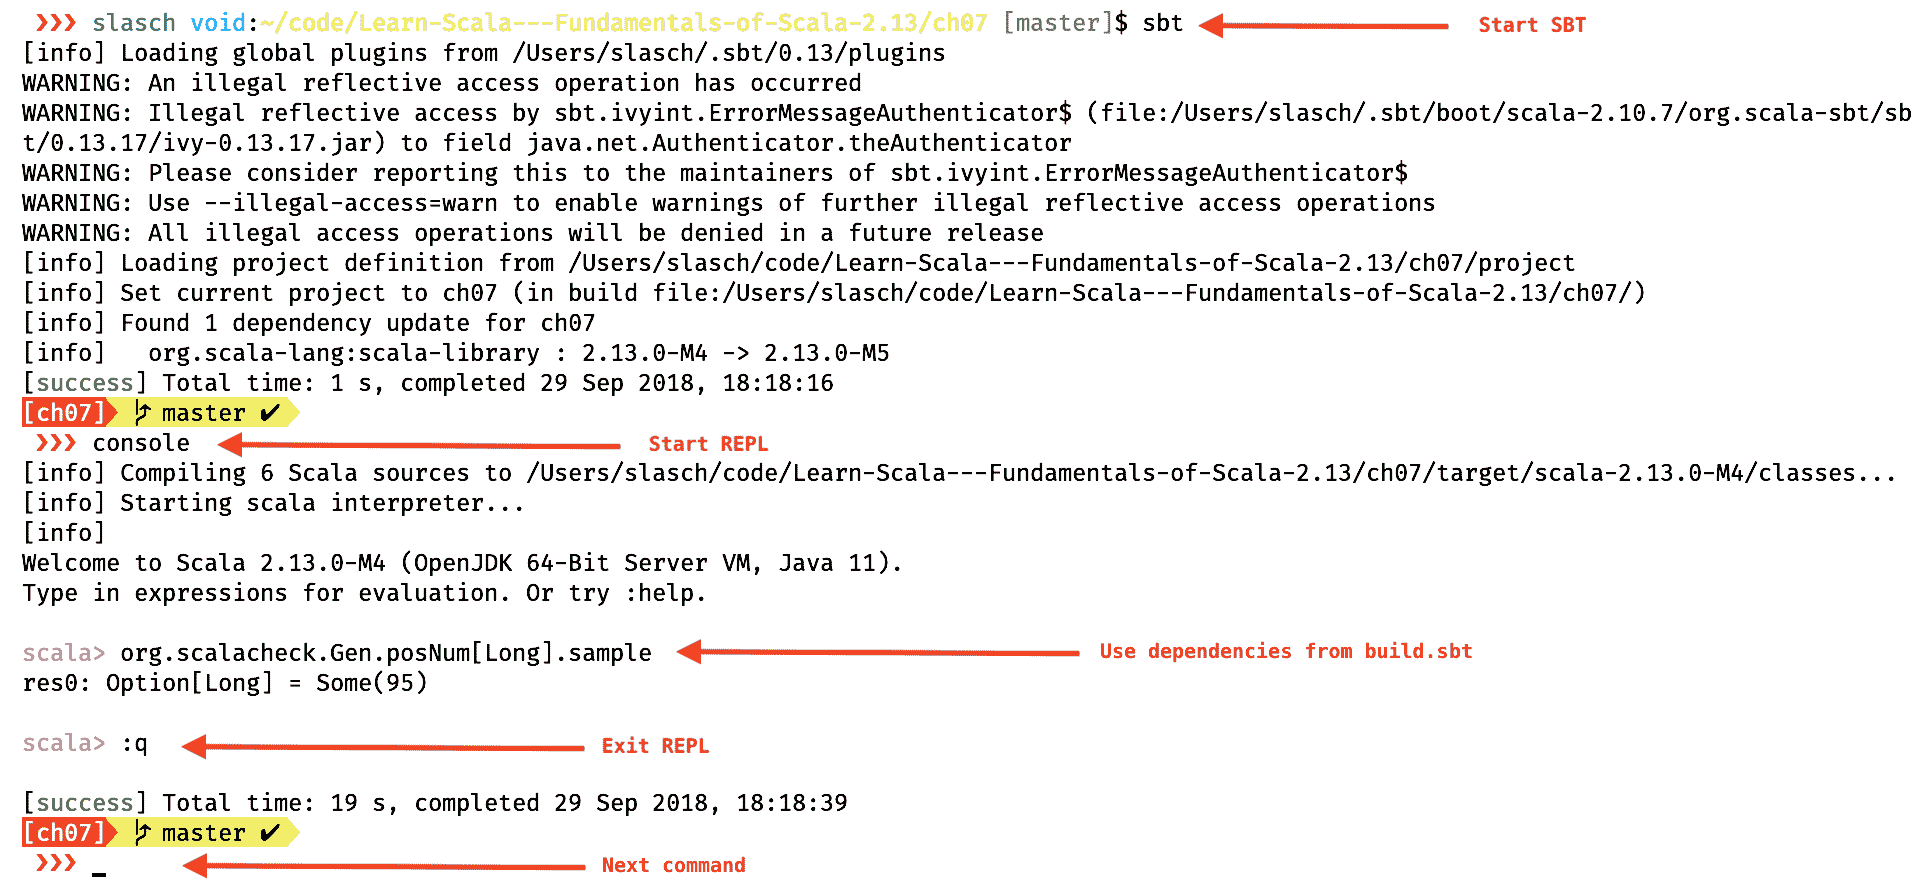 ❯❯❯ slasch void:~/code/Learn-Scala---Fundamentals-of-Scala-2.13/ch07 [master]$ sbt Start SBT
[info] Loading global plugins from /Users/slasch/.sbt/0.13/plugins
WARNING: An illegal reflective access operation has occurred
WARNING: Illegal reflective access by sbt.ivyint.ErrorMessageAuthenticator$ (file:/Users/slasch/.sbt/boot/scala-2.10.7/org.scala-sbt/sb
t/0.13.17/ivy-0.13.17.jar) to field java.net.Authenticator.theAuthenticator
WARNING: Please consider reporting this to the maintainers of sbt.ivyint.ErrorMessageAuthenticator$
WARNING: Use --illegal-access=warn to enable warnings of further illegal reflective access operations
WARNING: All illegal access operations will be denied in a future release
[info] Loading project definition from /Users/slasch/code/Learn-Scala---Fundamentals-of-Scala-2.13/ch07/project
[info] Set current project to ch07 (in build file:/Users/slasch/code/Learn-Scala---Fundamentals-of-Scala-2.13/ch07/)
[info] Found 1 dependency update for ch07
[info]   org.scala-lang:scala-library : 2.13.0-M4 -> 2.13.0-M5
[success] Total time: 1 s, completed 29 Sep 2018, 18:18:16
[ch07] master ✔
❯❯❯ console Start REPL
[info] Compiling 6 Scala sources to /Users/slasch/code/Learn-Scala---Fundamentals-of-Scala-2.13/ch07/target/scala-2.13.0-M4/classes...
[info] Starting scala interpreter...
[info]
Welcome to Scala 2.13.0-M4 (OpenJDK 64-Bit Server VM, Java 11).
Type in expressions for evaluation. Or try :help.
scala> org.scalacheck.Gen.posNum[Long].sample Use dependencies from build.sbt
res0: Option[Long] = Some(95)
scala> :q Exit REPL
[success] Total time: 19 s, completed 29 Sep 2018, 18:18:39
[ch07] master ✔
❯❯❯ _ Next command